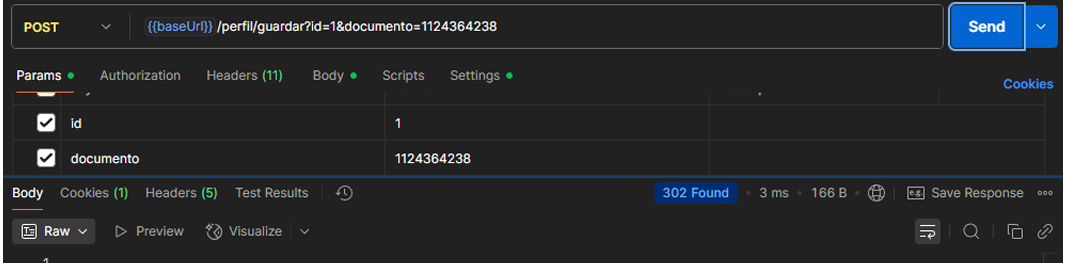 POST {{baseUrl}} /perfil/guardar?id=1&documento=1124364238 Send
Params Authorization Headers (11) Body Scripts Settings Cookies
id 1
documento 1124364238
Body Cookies (1) Headers (5) Test Results 302 Found 3 ms 166 B e.g. Save Response
Raw Preview Visualize
1